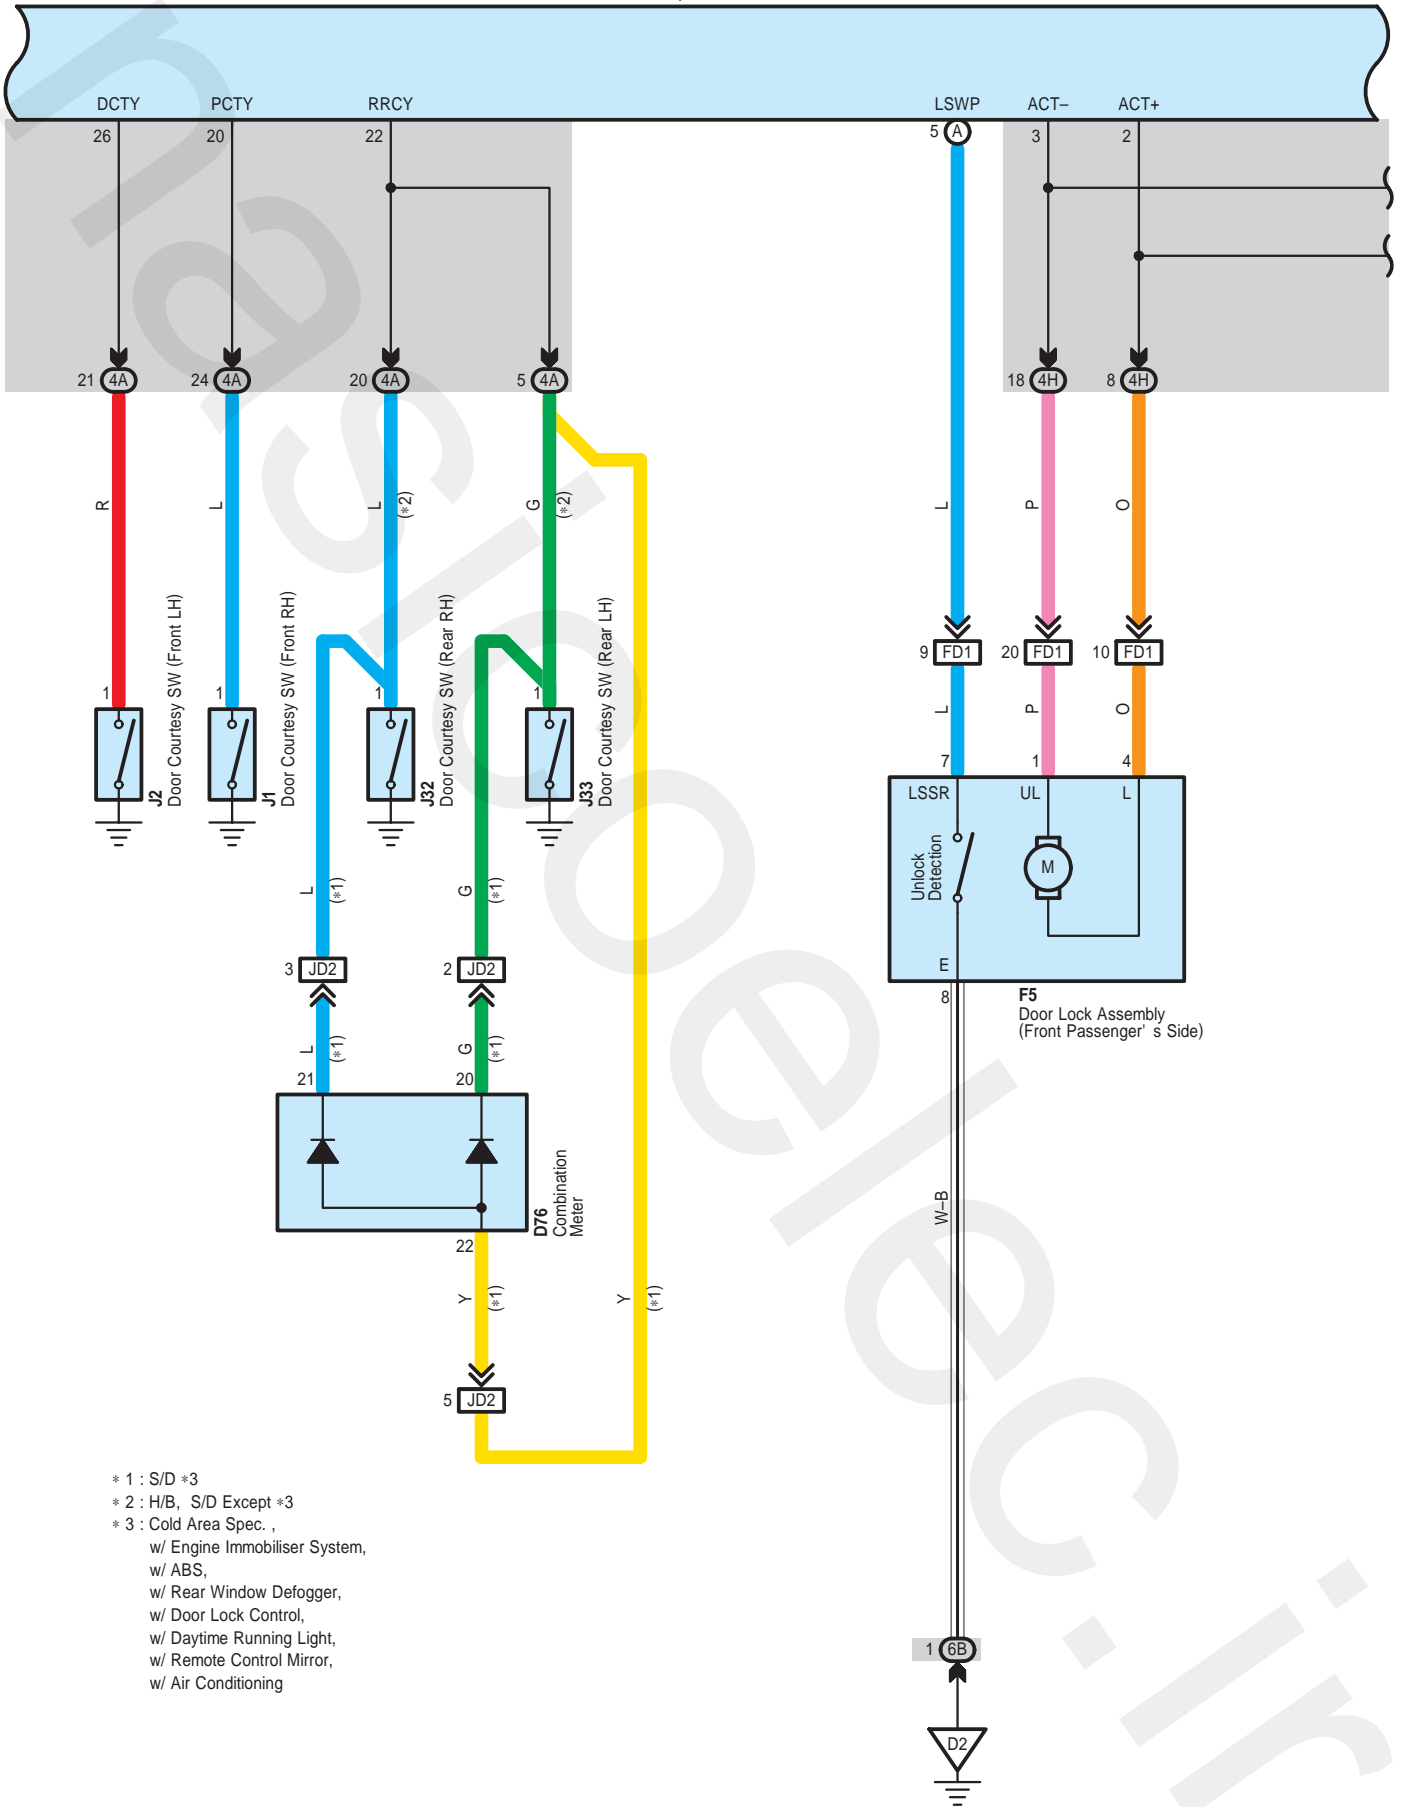 DCTY PCTY RRCY LSWP ACT– ACT+
26 20 22 5 A 3 2
21 4A 24 4A 20 4A 5 4A 18 4H 8 4H
R L L (*2) G (*2) L P O
9 FD1 20 FD1 10 FD1
L P O
1 1 1 1 7 1 4
J2
Door Courtesy SW (Front LH)
J1
Door Courtesy SW (Front RH)
J32
Door Courtesy SW (Rear RH)
J33
Door Courtesy SW (Rear LH)
LSSR UL L
Unlock
Detection
M
E
8
F5
Door Lock Assembly
(Front Passenger' s Side)
L (*1) G (*1)
3 JD2 2 JD2
L (*1) G (*1)
21 20
D76
Combination
Meter
22
Y (*1) Y (*1)
W–B
5 JD2
* 1 : S/D *3
* 2 : H/B, S/D Except *3
* 3 : Cold Area Spec. ,
w/ Engine Immobiliser System,
w/ ABS,
w/ Rear Window Defogger,
w/ Door Lock Control,
w/ Daytime Running Light,
w/ Remote Control Mirror,
w/ Air Conditioning
1 6B
D2
nasicoelec.ir